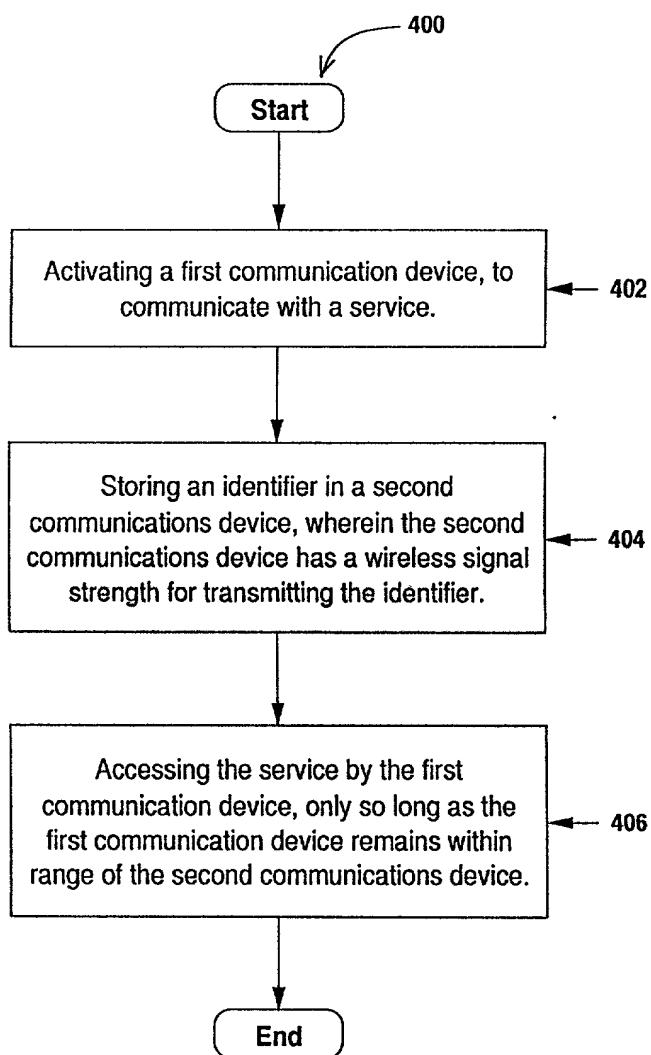 400
Start
Activating a first communication device, to
communicate with a service.
402
Storing an identifier in a second
communications device, wherein the second
communications device has a wireless signal
strength for transmitting the identifier.
404
Accessing the service by the first
communication device, only so long as the
first communication device remains within
range of the second communications device.
406
End